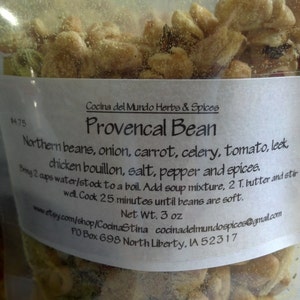 Cocina del Mundo Herbs & Spices
Provencal Bean
Northern beans, onion, carrot, celery, tomato, leek,
chicken bouillon, salt, pepper and spices.
Bring 2 cups water/stock to a boil. Add soup mixture, 2 T. butter and stir
well. Cook 25 minutes until beans are soft.
Net Wt. 3 oz
www.etsy.com/shop/CocinaStina cocinadelmundospices@gmail.com
PO Box 698 North Liberty, IA 52317